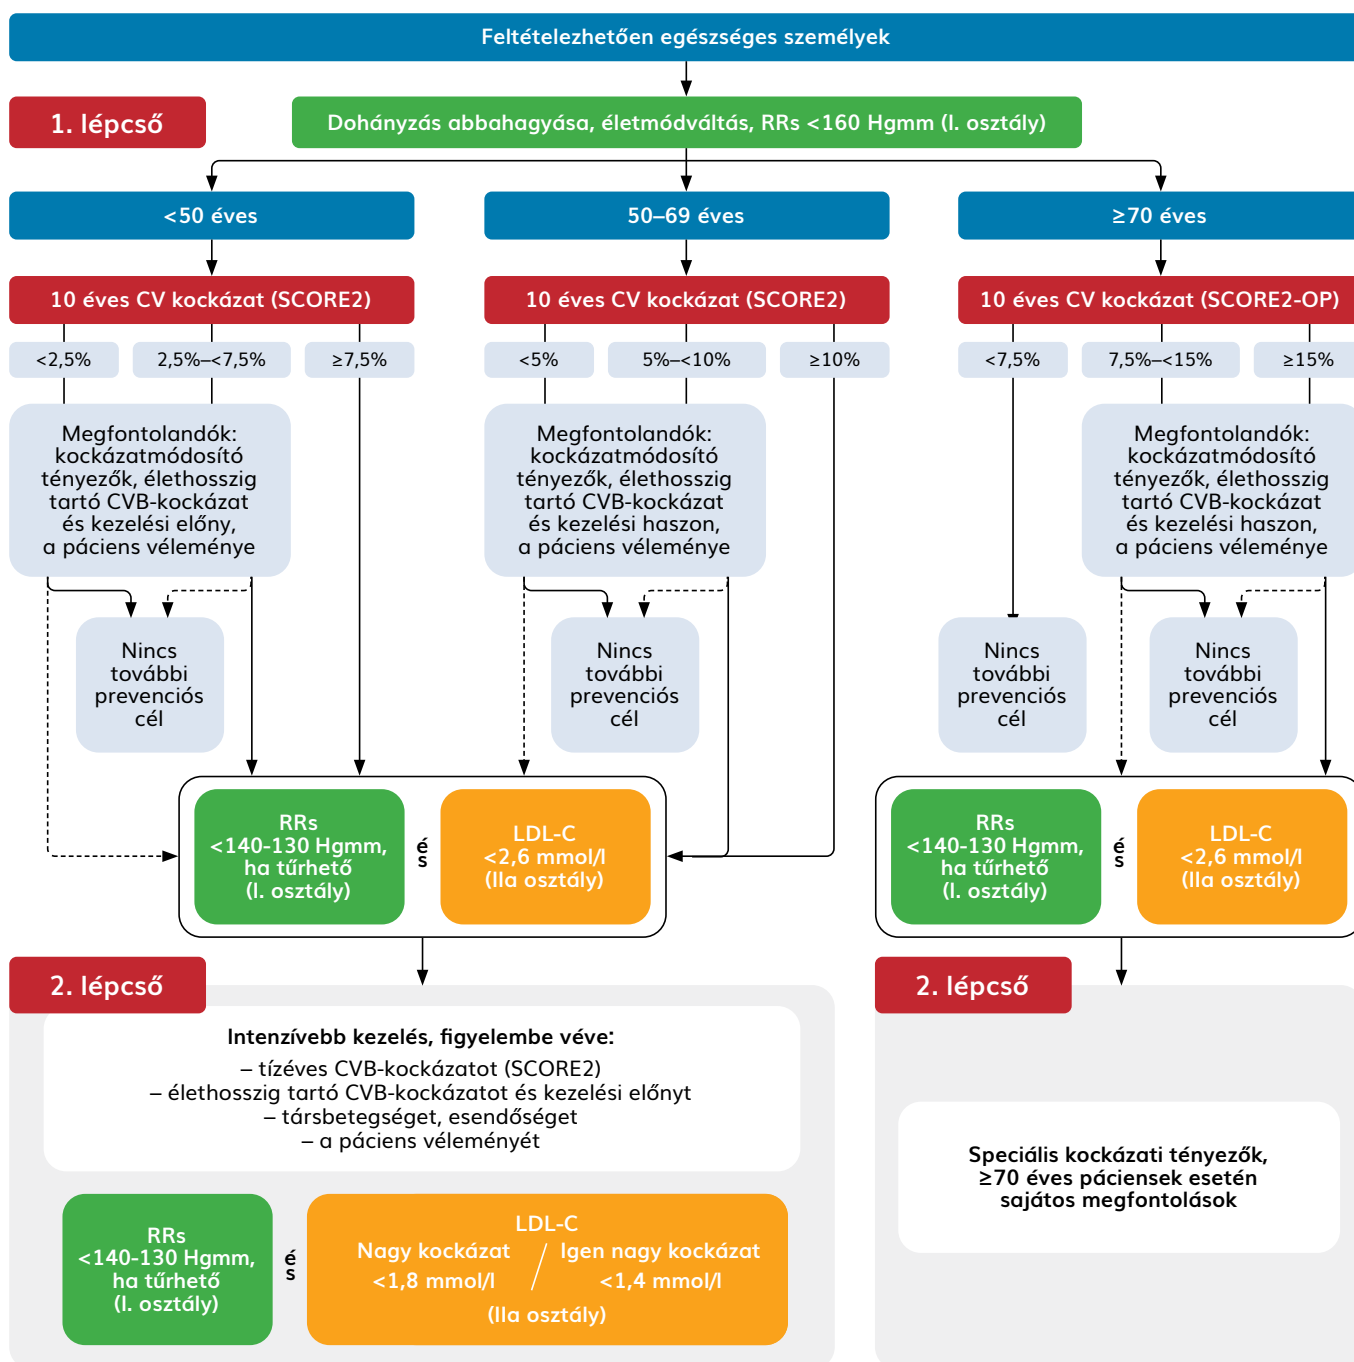 Feltételezhetően egészséges személyek
1. lépcső
Dohányzás abbahagyása, életmódváltás, RRs <160 Hgmm (I. osztály)
<50 éves
50–69 éves
≥70 éves
10 éves CV kockázat (SCORE2)
10 éves CV kockázat (SCORE2)
10 éves CV kockázat (SCORE2-OP)
<2,5%
2,5%–<7,5%
≥7,5%
<5%
5%–<10%
≥10%
<7,5%
7,5%–<15%
≥15%
Megfontolandók:
kockázatmódosító
tényezők, élethosszig
tartó CVB-kockázat
és kezelési előny,
a páciens véleménye
Megfontolandók:
kockázatmódosító
tényezők, élethosszig
tartó CVB-kockázat
és kezelési haszon,
a páciens véleménye
Megfontolandók:
kockázatmódosító
tényezők, élethosszig
tartó CVB-kockázat
és kezelési haszon,
a páciens véleménye
Nincs
további
prevenciós
cél
Nincs
további
prevenciós
cél
Nincs
további
prevenciós
cél
Nincs
további
prevenciós
cél
RRs
<140-130 Hgmm,
ha tűrhető
(I. osztály)
és
LDL-C
<2,6 mmol/l
(IIa osztály)
RRs
<140-130 Hgmm,
ha tűrhető
(I. osztály)
és
LDL-C
<2,6 mmol/l
(IIa osztály)
2. lépcső
Intenzívebb kezelés, figyelembe véve:
– tízéves CVB-kockázatot (SCORE2)
– élethosszig tartó CVB-kockázatot és kezelési előnyt
– társbetegséget, esendőséget
– a páciens véleményét
RRs
<140-130 Hgmm,
ha tűrhető
(I. osztály)
és
LDL-C
Nagy kockázat / Igen nagy kockázat
<1,8 mmol/l <1,4 mmol/l
(IIa osztály)
2. lépcső
Speciális kockázati tényezők,
≥70 éves páciensek esetén
sajátos megfontolások